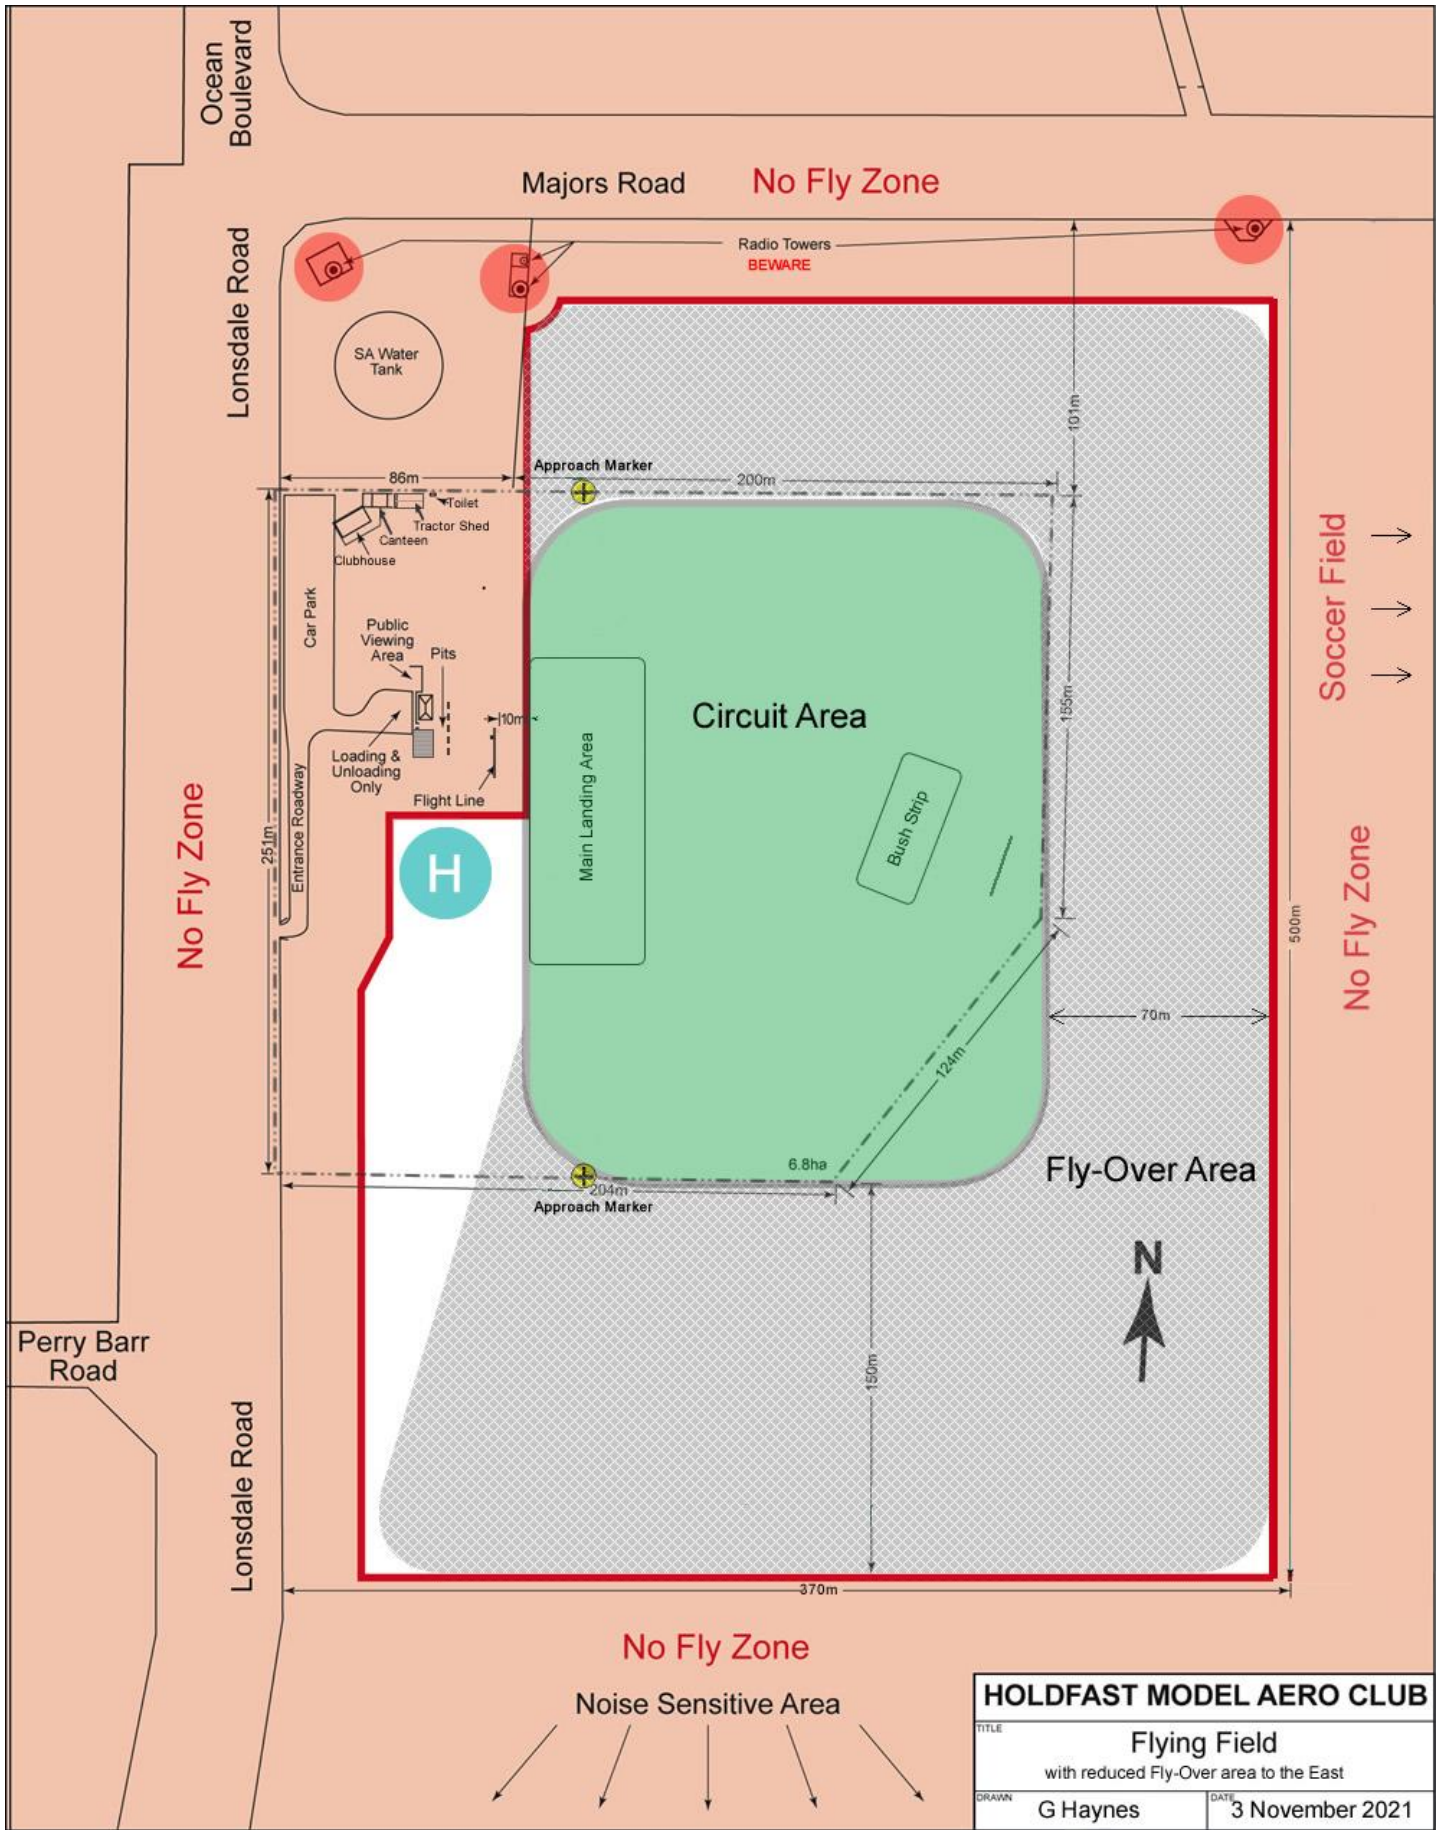 Ocean
Boulevard
Majors Road
No Fly Zone
Lonsdale Road
Radio Towers
BEWARE
SA Water
Tank
101m
Approach Marker
86m
200m
Toilet
Tractor Shed
Canteen
Clubhouse
Car Park
Public
Viewing
Area
Pits
10m
Circuit Area
155m
Soccer Field
Loading &
Unloading
Only
Flight Line
Main Landing Area
Bush Strip
Entrance Roadway
251m
No Fly Zone
H
No Fly Zone
500m
70m
124m
6.8ha
204m
Approach Marker
Fly-Over Area
N
Perry Barr
Road
150m
Lonsdale Road
370m
No Fly Zone
Noise Sensitive Area
HOLDFAST MODEL AERO CLUB
TITLE
Flying Field
with reduced Fly-Over area to the East
DRAWN
G Haynes
DATE
3 November 2021